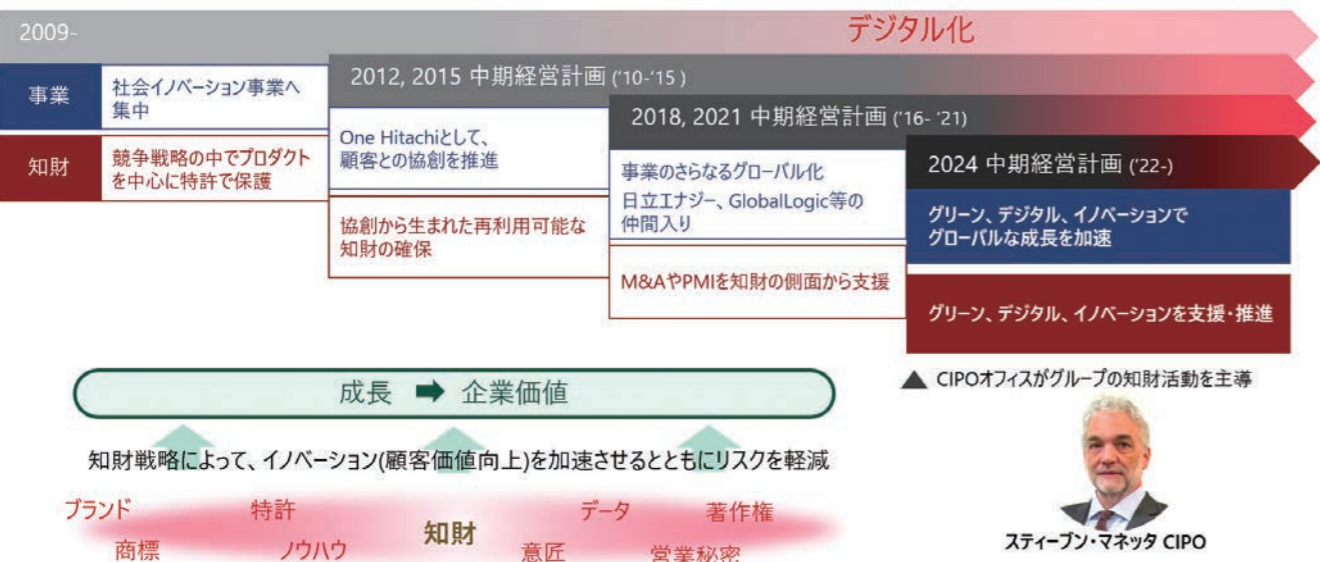 2009-
デジタル化
事業
社会イノベーション事業へ
集中
知財
競争戦略の中でプロダクト
を中心に特許で保護
2012, 2015 中期経営計画 ('10-'15 )
One Hitachiとして、
顧客との協創を推進
協創から生まれた再利用可能な
知財の確保
2018, 2021 中期経営計画 ('16- '21)
事業のさらなるグローバル化
日立エナジー、GlobalLogic等の
仲間入り
M&AやPMIを知財の側面から支援
2024 中期経営計画 ('22-)
グリーン、デジタル、イノベーションで
グローバルな成長を加速
グリーン、デジタル、イノベーションを支援・推進
▲ CIPOオフィスがグループの知財活動を主導
スティーブン・マネッタ CIPO
成長 ➡ 企業価値
知財戦略によって、イノベーション(顧客価値向上)を加速させるとともにリスクを軽減
ブランド 特許 データ 著作権
商標 ノウハウ 知財 意匠 営業秘密